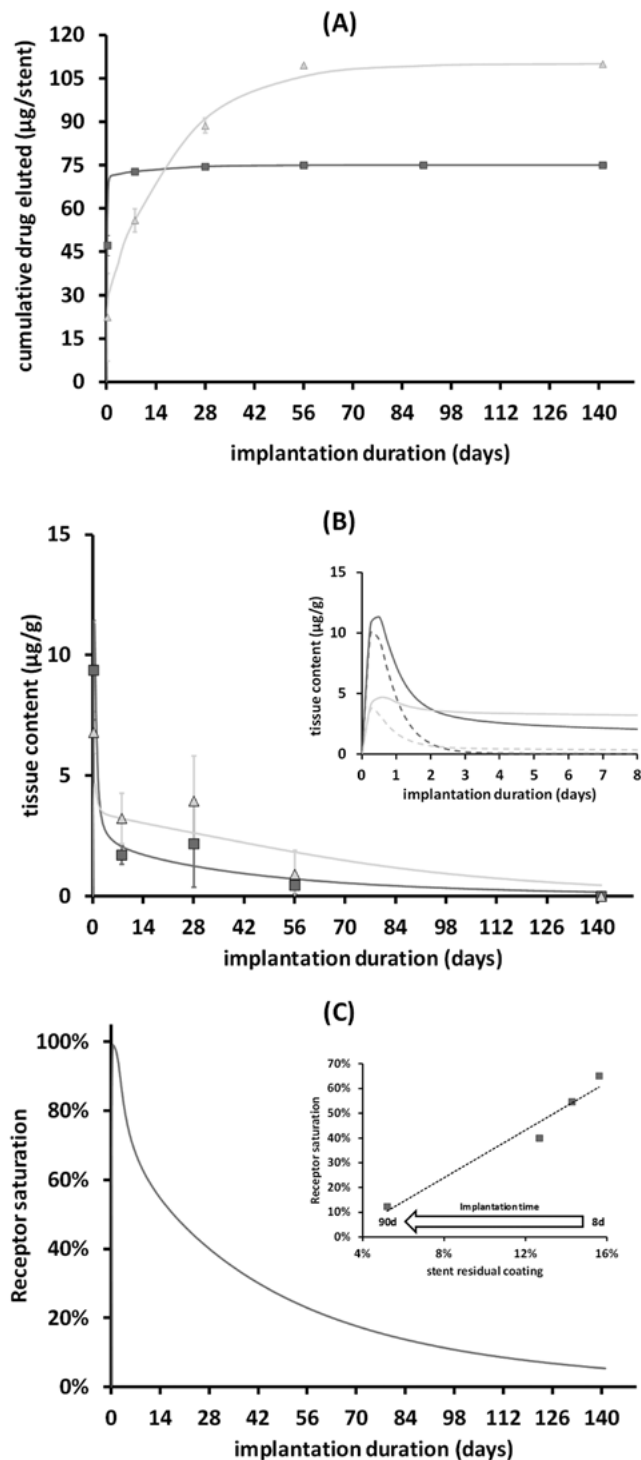 (A)
cumulative drug eluted (µg/stent)
120
105
90
75
60
45
30
15
0
0 14 28 42 56 70 84 98 112 126 140
implantation duration (days)
(B)
tissue content (µg/g)
15
10
5
0
0 14 28 42 56 70 84 98 112 126 140
implantation duration (days)
tissue content (µg/g)
15
10
5
0
0 1 2 3 4 5 6 7 8
implantation duration (days)
(C)
Receptor saturation
100%
80%
60%
40%
20%
0%
0 14 28 42 56 70 84 98 112 126 140
implantation duration (days)
Receptor saturation
70%
60%
50%
40%
30%
20%
10%
0%
Implantation time
90d 8d
4% 8% 12% 16%
stent residual coating